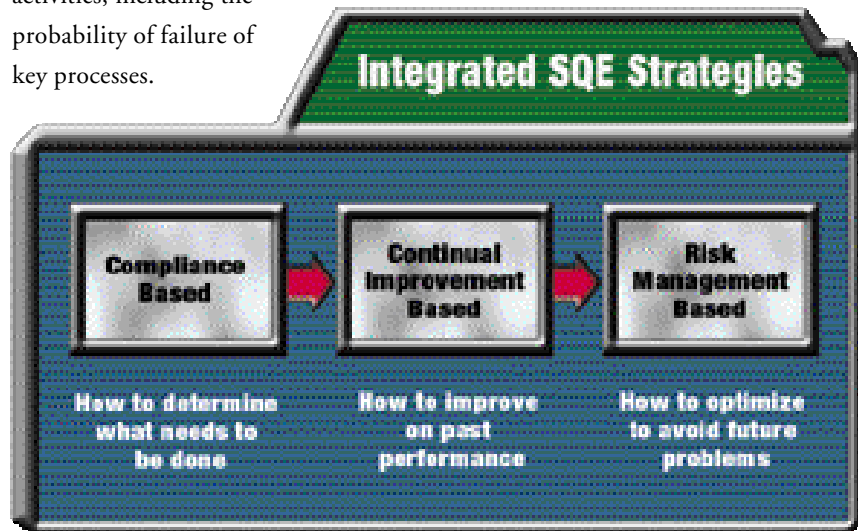 activities, including the
probability of failure of
key processes.
Integrated SQE Strategies
Compliance
Based
Continual
Improvement
Based
Risk
Management
Based
How to determine
what needs to
be done
How to improve
on past
performance
How to optimize
to avoid future
problems